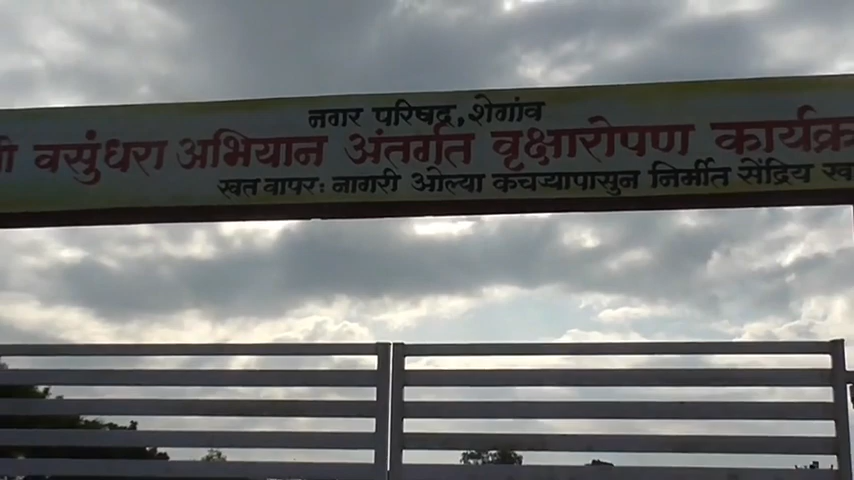 नगर परिषद, शेगांव
वसुंधरा अभियान अंतर्गत वृक्षारोपण
खत वापर: नागरी ओल्या कचऱ्यापासुन निर्मीत सेंद्रीय